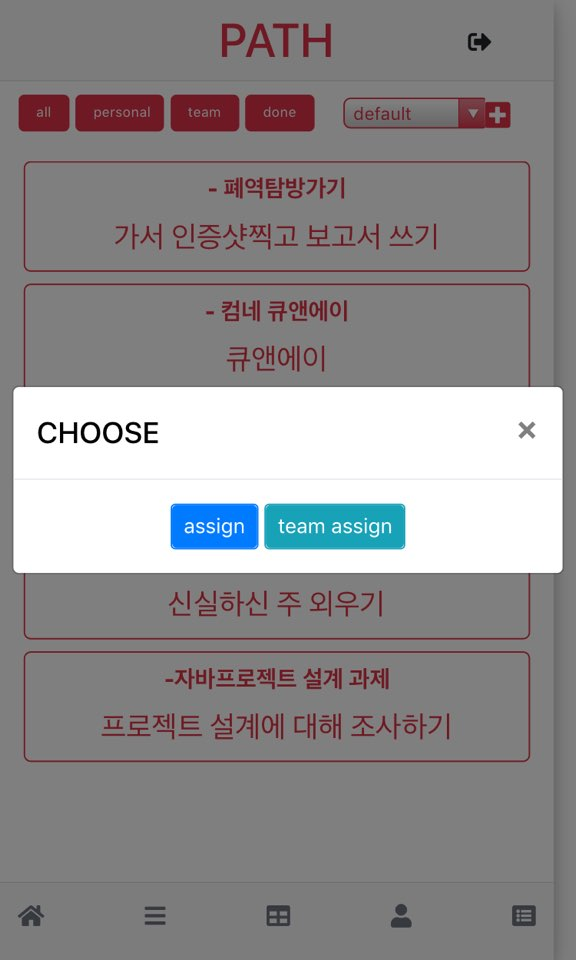 PATH
all personal team done default
- 폐역탐방가기
가서 인증샷찍고 보고서 쓰기
- 컴네 큐앤에이
큐앤에이
CHOOSE ×
assign team assign
신실하신 주 외우기
-자바프로젝트 설계 과제
프로젝트 설계에 대해 조사하기